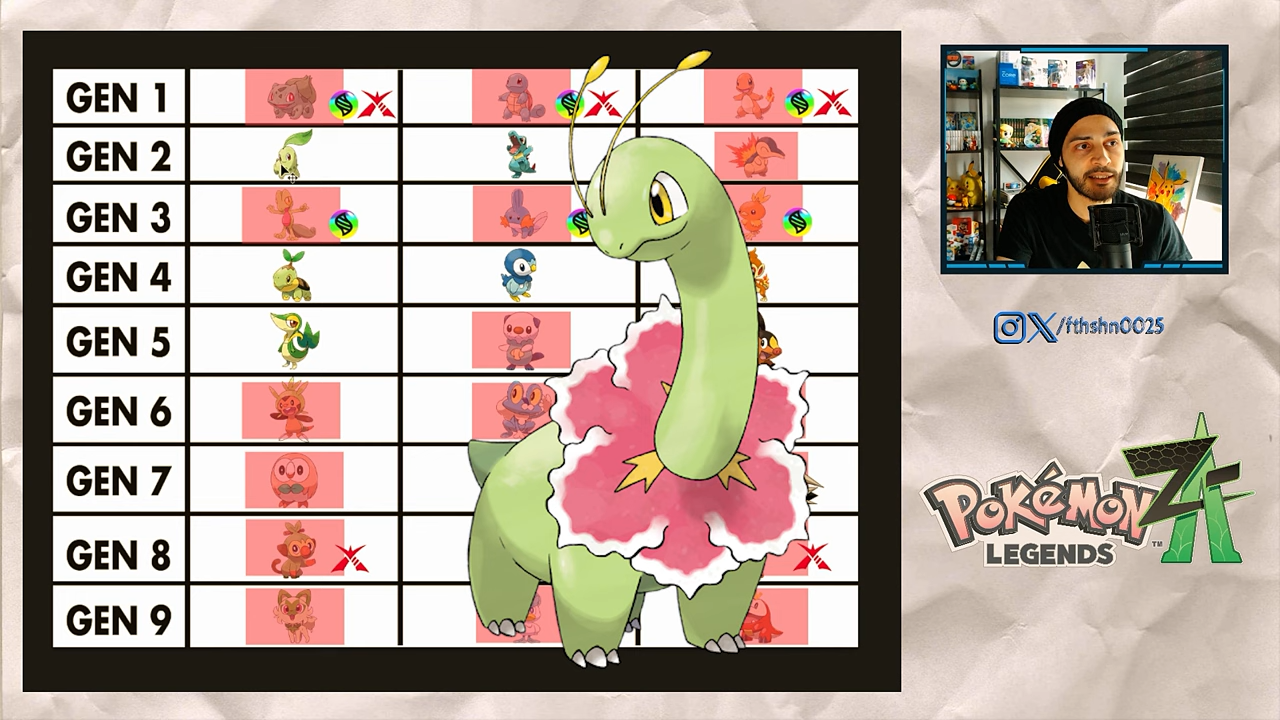 GEN 1
GEN 2
GEN 3
GEN 4
GEN 5
GEN 6
GEN 7
GEN 8
GEN 9
/fthshn0025
POKéMON
LEGENDS
Z-A
TM